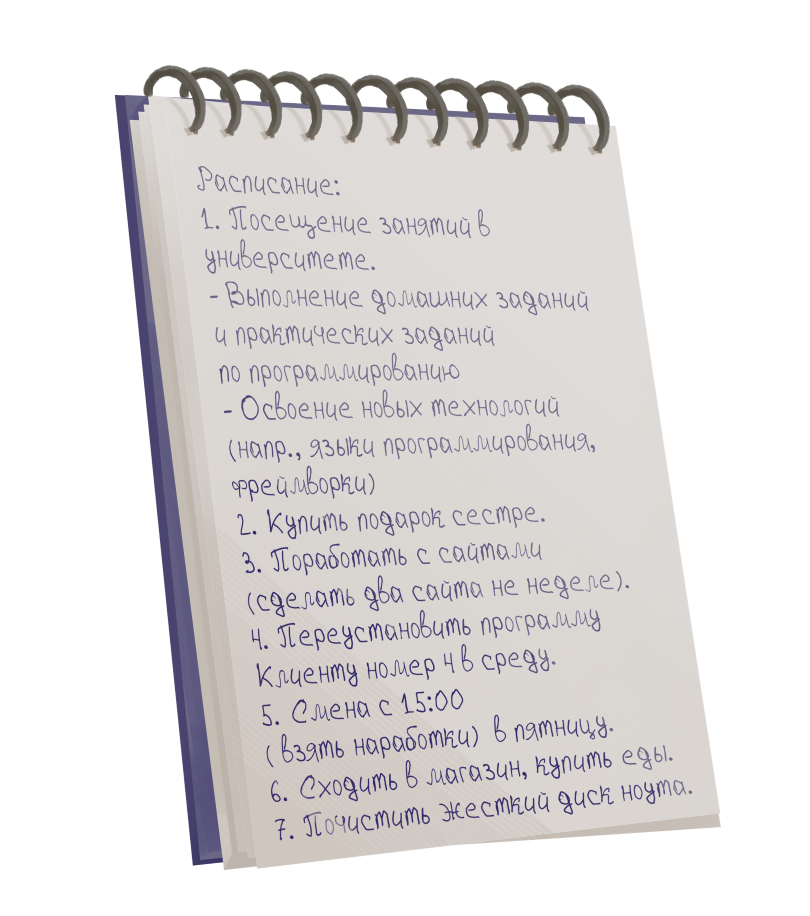 Расписание:
1. Посещение занятий в
университете.
- Выполнение домашних заданий
и практических заданий
по программированию
- Освоение новых технологий
(напр., языки программирования,
фреймворки)
2. Купить подарок сестре.
3. Поработать с сайтами
(сделать два сайта не неделе).
4. Переустановить программу
Клиенту номер 4 в среду.
5. Смена с 15:00
( взять наработки) в пятницу.
6. Сходить в магазин, купить еды.
7. Почистить жесткий диск ноута.